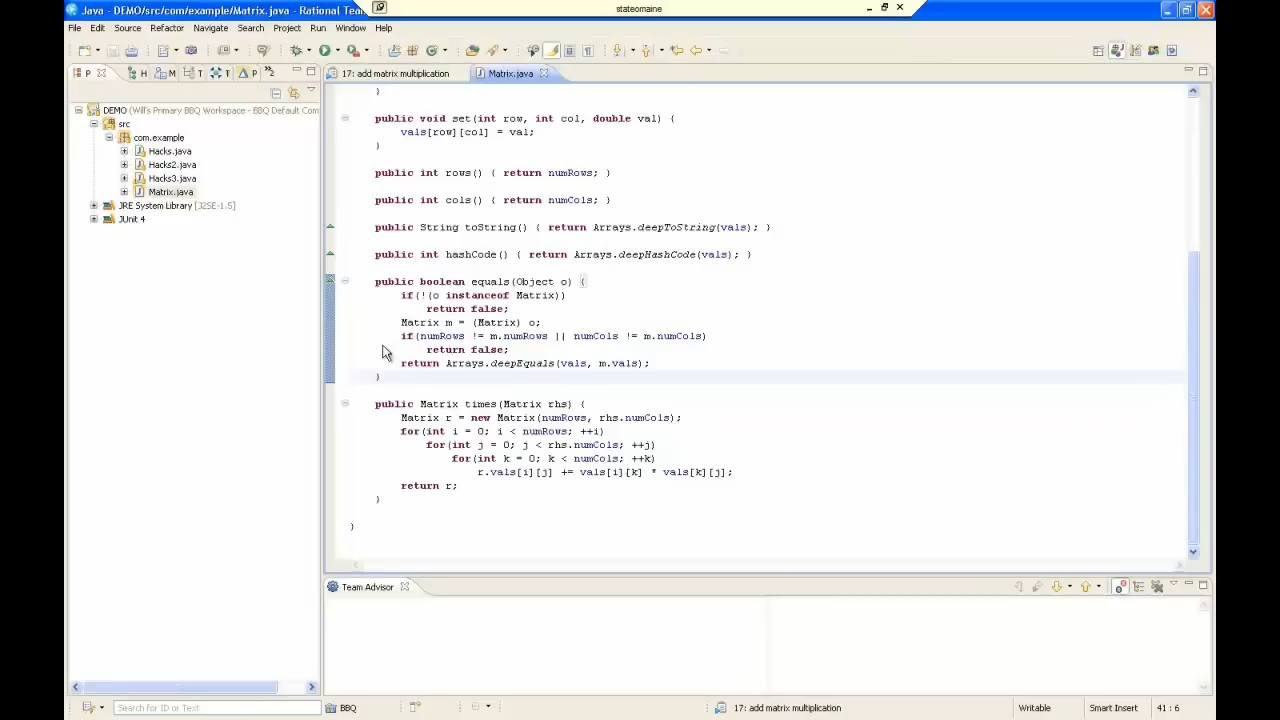 Java - DEMO/src/com/example/Matrix.java - Rational Tea
stateomaine
File Edit Source Refactor Navigate Search Project Run Window Help
P H M T T P
17: add matrix multiplication Matrix.java
DEMO (Will's Primary BBQ Workspace - BBQ Default Com
src
com.example
Hacks.java
Hacks2.java
Hacks3.java
Matrix.java
JRE System Library [J2SE-1.5]
JUnit 4
}
public void set(int row, int col, double val) {
vals[row][col] = val;
}
public int rows() { return numRows; }
public int cols() { return numCols; }
public String toString() { return Arrays.deepToString(vals); }
public int hashCode() { return Arrays.deepHashCode(vals); }
public boolean equals(Object o) {
if(!(o instanceof Matrix))
return false;
Matrix m = (Matrix) o;
if(numRows != m.numRows || numCols != m.numCols)
return false;
return Arrays.deepEquals(vals, m.vals);
}
public Matrix times(Matrix rhs) {
Matrix r = new Matrix(numRows, rhs.numCols);
for(int i = 0; i < numRows; ++i)
for(int j = 0; j < rhs.numCols; ++j)
for(int k = 0; k < numCols; ++k)
r.vals[i][j] += vals[i][k] * vals[k][j];
return r;
}
}
Team Advisor
Search for ID or Text
BBQ
17: add matrix multiplication
Writable
Smart Insert
41 : 6